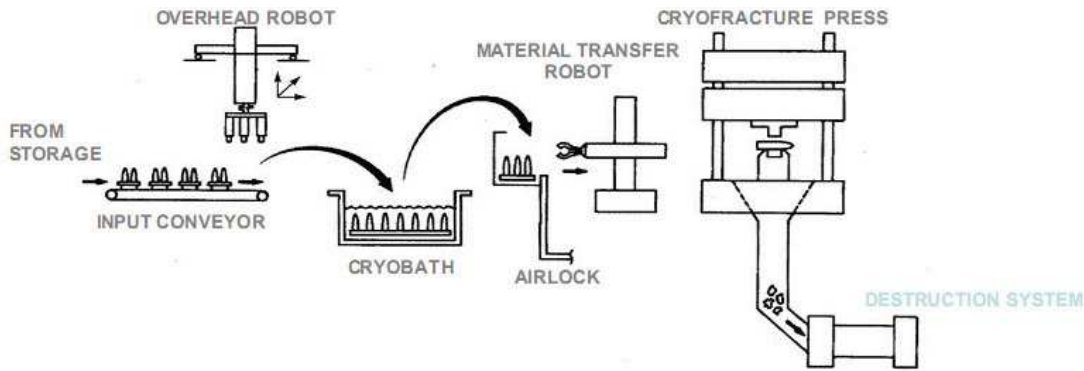 OVERHEAD ROBOT
CRYOFRACTURE PRESS
MATERIAL TRANSFER
ROBOT
FROM
STORAGE
INPUT CONVEYOR
CRYOBATH
AIRLOCK
DESTRUCTION SYSTEM